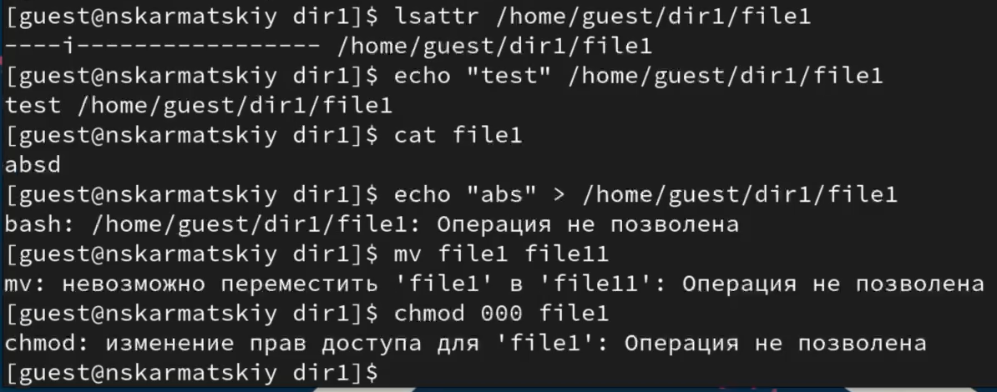 [guest@nskarmatskiy dir1]$ lsattr /home/guest/dir1/file1
----i----------------- /home/guest/dir1/file1
[guest@nskarmatskiy dir1]$ echo "test" /home/guest/dir1/file1
test /home/guest/dir1/file1
[guest@nskarmatskiy dir1]$ cat file1
absd
[guest@nskarmatskiy dir1]$ echo "abs" > /home/guest/dir1/file1
bash: /home/guest/dir1/file1: Операция не позволена
[guest@nskarmatskiy dir1]$ mv file1 file11
mv: невозможно переместить 'file1' в 'file11': Операция не позволена
[guest@nskarmatskiy dir1]$ chmod 000 file1
chmod: изменение прав доступа для 'file1': Операция не позволена
[guest@nskarmatskiy dir1]$